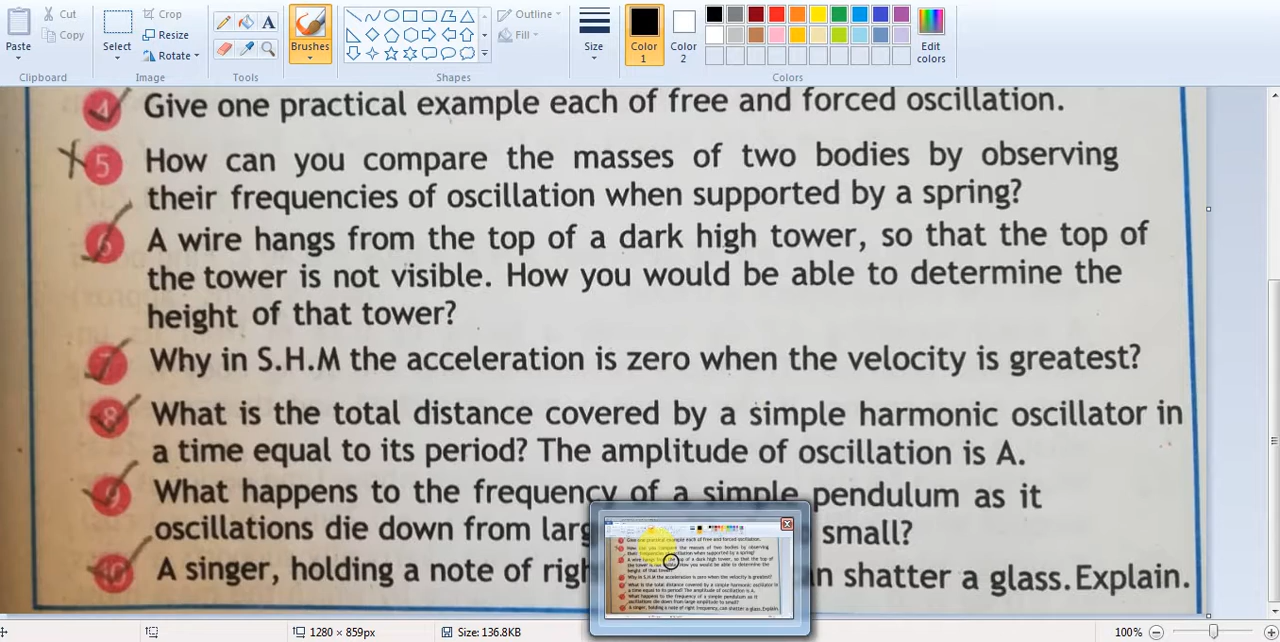 Paste
Cut
Copy
Clipboard
Select
Crop
Resize
Rotate
Image
A
Tools
Brushes
Outline
Fill
Shapes
Size
Color 1
Color 2
Edit colors
Colors
4 Give one practical example each of free and forced oscillation.
5 How can you compare the masses of two bodies by observing
their frequencies of oscillation when supported by a spring?
6 A wire hangs from the top of a dark high tower, so that the top of
the tower is not visible. How you would be able to determine the
height of that tower?
7 Why in S.H.M the acceleration is zero when the velocity is greatest?
8 What is the total distance covered by a simple harmonic oscillator in
a time equal to its period? The amplitude of oscillation is A.
9 What happens to the frequency of a simple pendulum as it
oscillations die down from small?
10 A singer, holding a note of shatter a glass. Explain.
1280 × 859px
Size: 136.8KB
100%